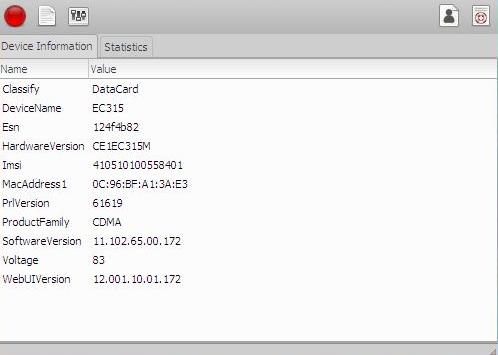 Device Information Statistics
Name Value
Classify DataCard
DeviceName EC315
Esn 124f4b82
HardwareVersion CE1EC315M
Imsi 410510100558401
MacAddress1 0C:96:BF:A1:3A:E3
PrlVersion 61619
ProductFamily CDMA
SoftwareVersion 11.102.65.00.172
Voltage 83
WebUIVersion 12.001.10.01.172